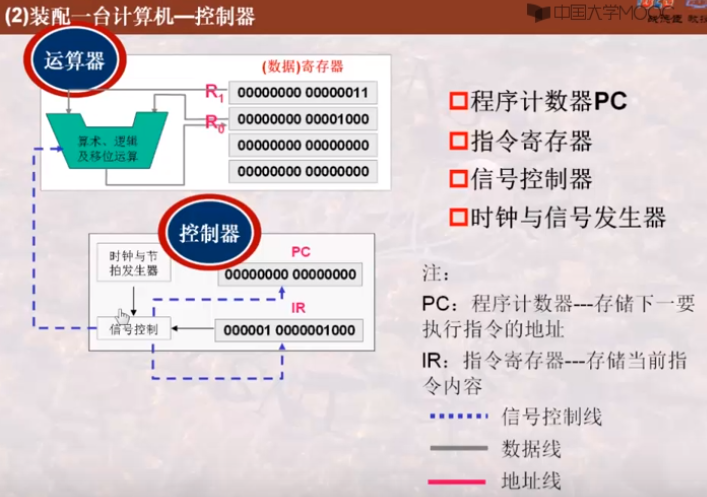 (2)装配一台计算机—控制器
中国大学MOOC
运算器
(数据)寄存器
R1
00000000 00000011
R0
00000000 00001000
00000000 00000000
00000000 00000000
算术、逻辑
及移位运算
控制器
时钟与节
拍发生器
PC
00000000 00000000
IR
信号控制
000001 0000001000
程序计数器PC
指令寄存器
信号控制器
时钟与信号发生器
注：
PC：程序计数器---存储下一要
执行指令的地址
IR：指令寄存器---存储当前指
令内容
信号控制线
数据线
地址线